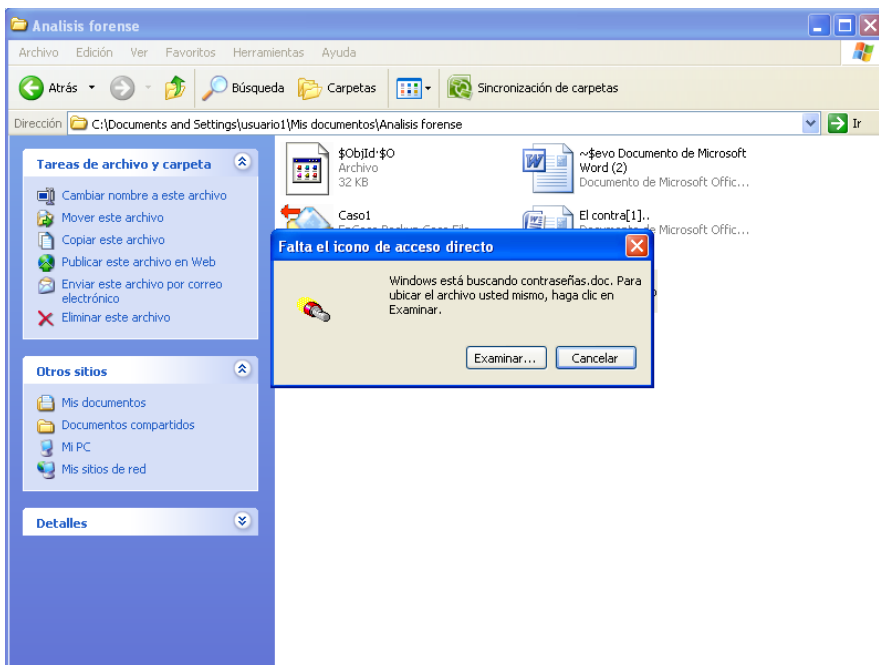 Analisis forense
Archivo Edición Ver Favoritos Herramientas Ayuda
Atrás Búsqueda Carpetas Sincronización de carpetas
Dirección C:\Documents and Settings\usuario1\Mis documentos\Analisis forense Ir
Tareas de archivo y carpeta
Cambiar nombre a este archivo
Mover este archivo
Copiar este archivo
Publicar este archivo en Web
Enviar este archivo por correo
electrónico
Eliminar este archivo
Otros sitios
Mis documentos
Documentos compartidos
Mi PC
Mis sitios de red
Detalles
$ObjId·$O
Archivo
32 KB
~$evo Documento de Microsoft
Word (2)
Documento de Microsoft Offic...
Caso1
El contra[1]..
Microsoft Offic...
Falta el icono de acceso directo
Windows está buscando contraseñas.doc. Para
ubicar el archivo usted mismo, haga clic en
Examinar.
Examinar... Cancelar